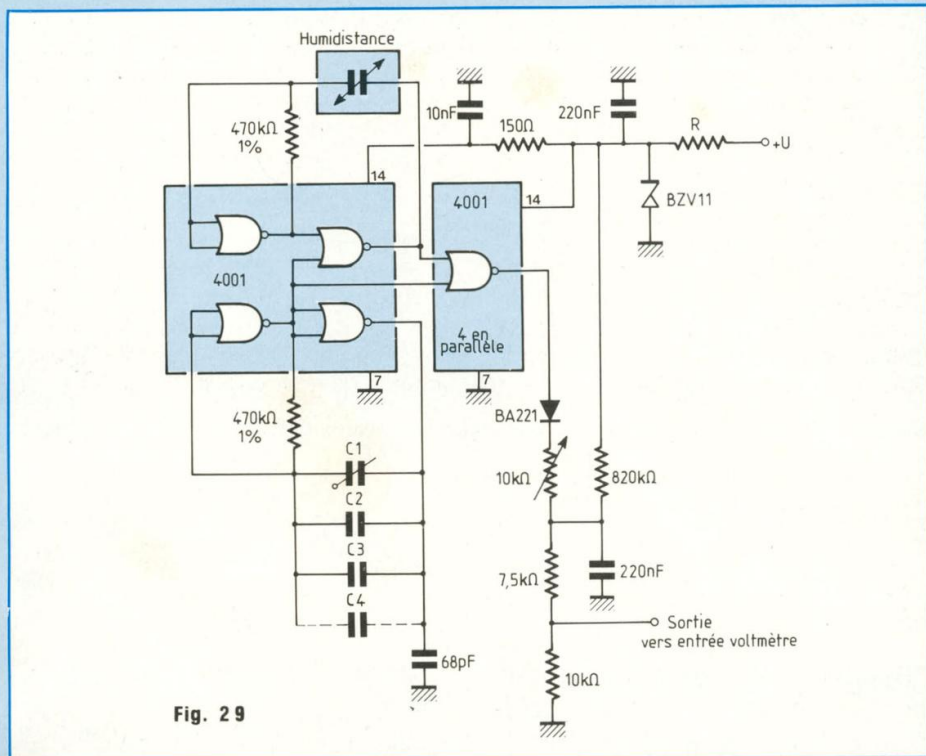 Humidistance
10nF
220nF
470kΩ
1%
150Ω
R
+U
14
BZV11
4001
14
4001
4 en
parallèle
7
7
470kΩ
1%
BA221
C1
10kΩ
820kΩ
C2
C3
7,5kΩ
220nF
C4
Sortie
vers entrée voltmètre
68pF
10kΩ
Fig. 29